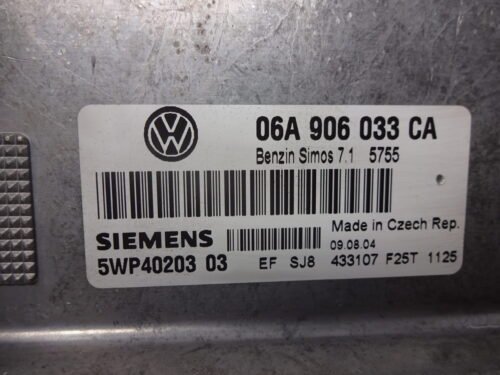 06A 906 033 CA
Benzin Simos 7.1 5755
Made in Czech Rep.
SIEMENS 09.08.04
5WP40203 03 EF SJ8 433107 F25T 1125